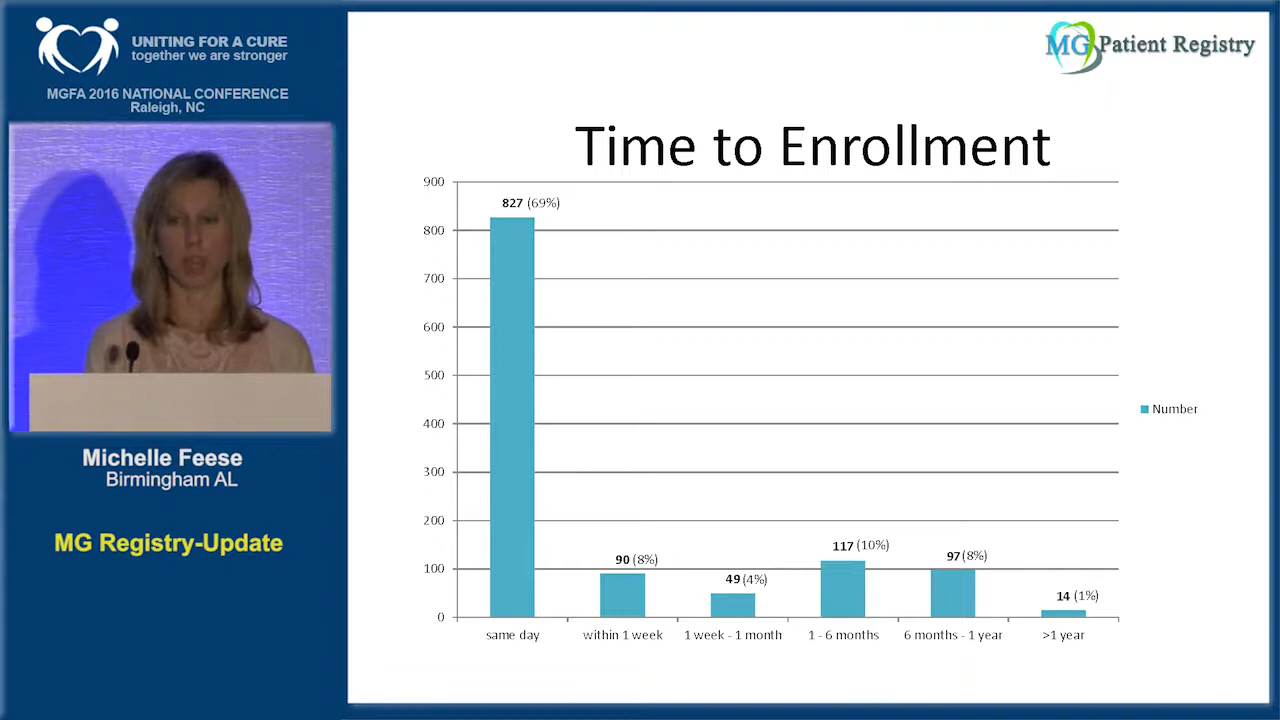 UNITING FOR A CURE
together we are stronger
MGFA 2016 NATIONAL CONFERENCE
Raleigh, NC
Michelle Feese
Birmingham AL
MG Registry-Update
MG Patient Registry
Time to Enrollment
900
800
700
600
500
400
300
200
100
0
827 (69%)
90 (8%)
49 (4%)
117 (10%)
97 (8%)
14 (1%)
same day
within 1 week
1 week - 1 month
1 - 6 months
6 months - 1 year
>1 year
Number